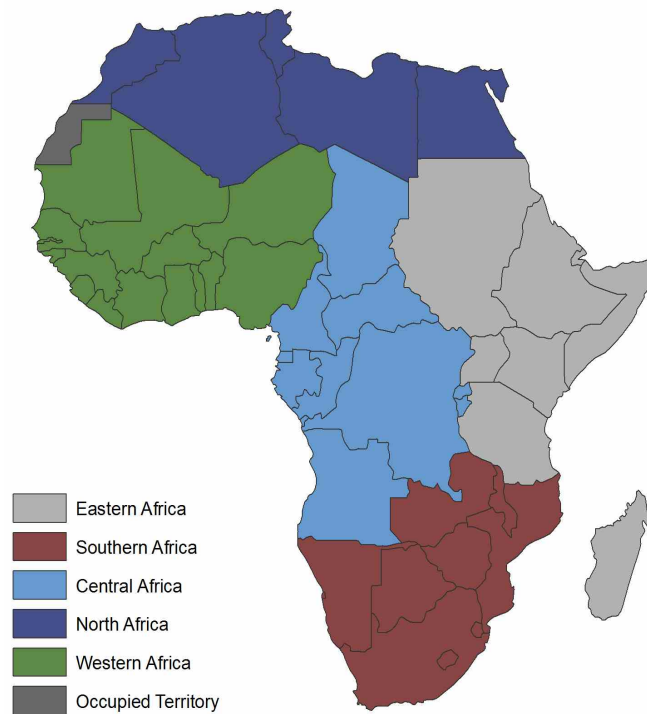 Eastern Africa
Southern Africa
Central Africa
North Africa
Western Africa
Occupied Territory